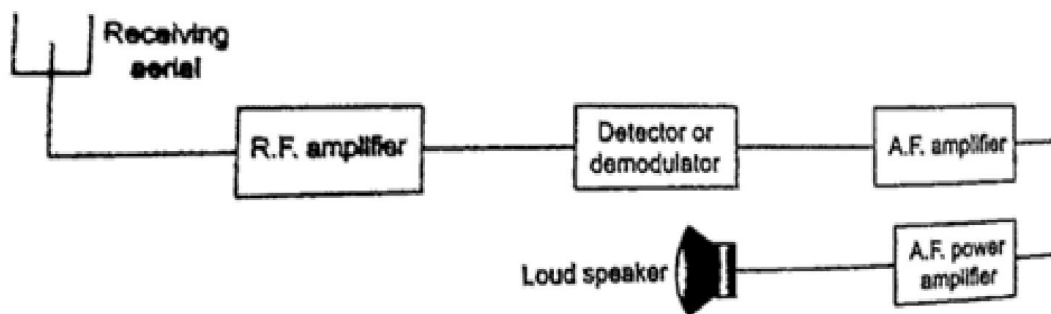 Receiving
aerial
R.F. amplifier
Detector or
demodulator
A.F. amplifier
Loud speaker
A.F. power
amplifier